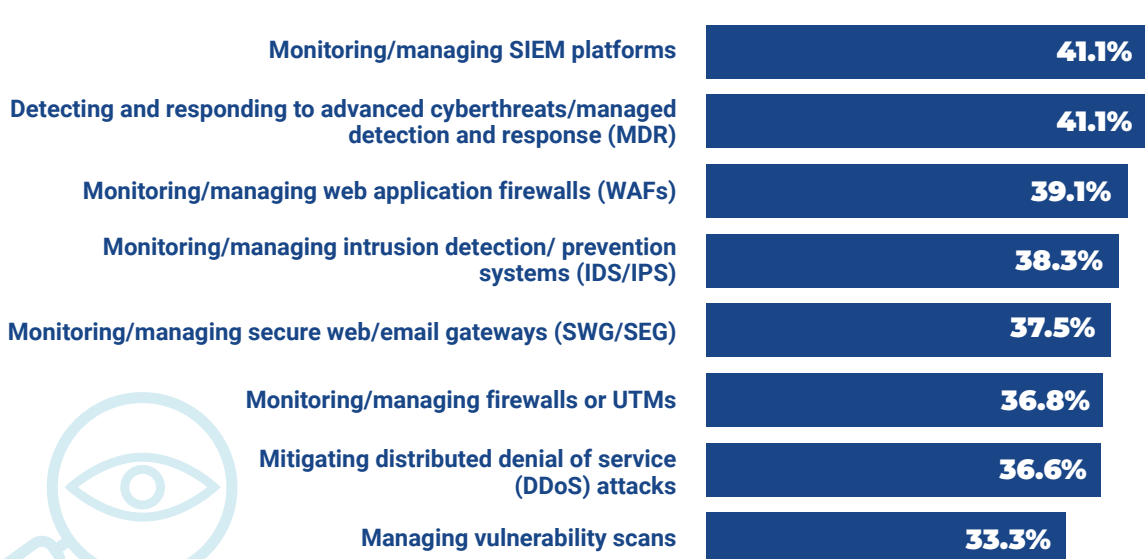 Monitoring/managing SIEM platforms
41.1%
Detecting and responding to advanced cyberthreats/managed
detection and response (MDR)
41.1%
Monitoring/managing web application firewalls (WAFs)
39.1%
Monitoring/managing intrusion detection/ prevention
systems (IDS/IPS)
38.3%
Monitoring/managing secure web/email gateways (SWG/SEG)
37.5%
Monitoring/managing firewalls or UTMs
36.8%
Mitigating distributed denial of service
(DDoS) attacks
36.6%
Managing vulnerability scans
33.3%